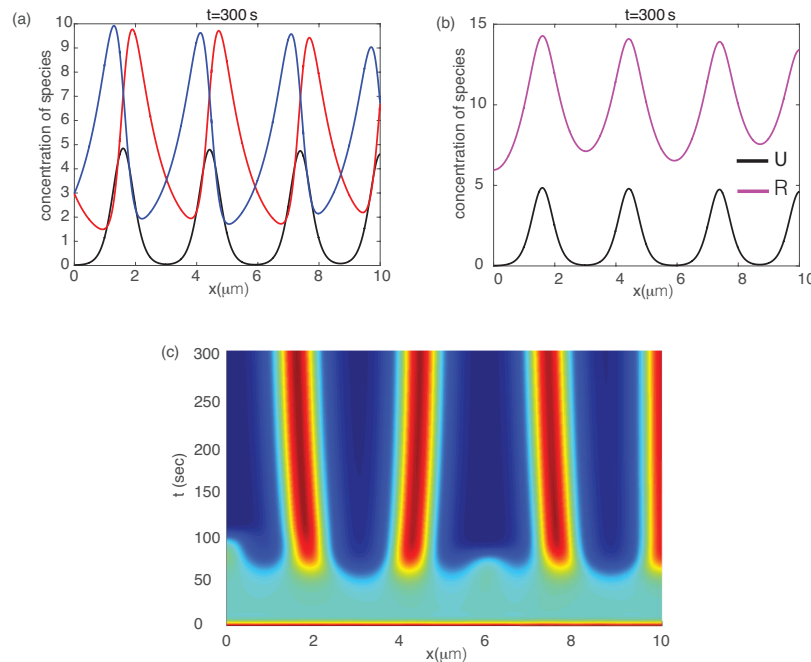 (a)
t=300 s
concentration of species
10
9
8
7
6
5
4
3
2
1
0
0 2 4 6 8 10
x(μm)
(b)
t=300 s
concentration of species
15
10
5
0
0 2 4 6 8 10
x(μm)
U
R
(c)
t (sec)
300
250
200
150
100
50
0
0 2 4 6 8 10
x(μm)